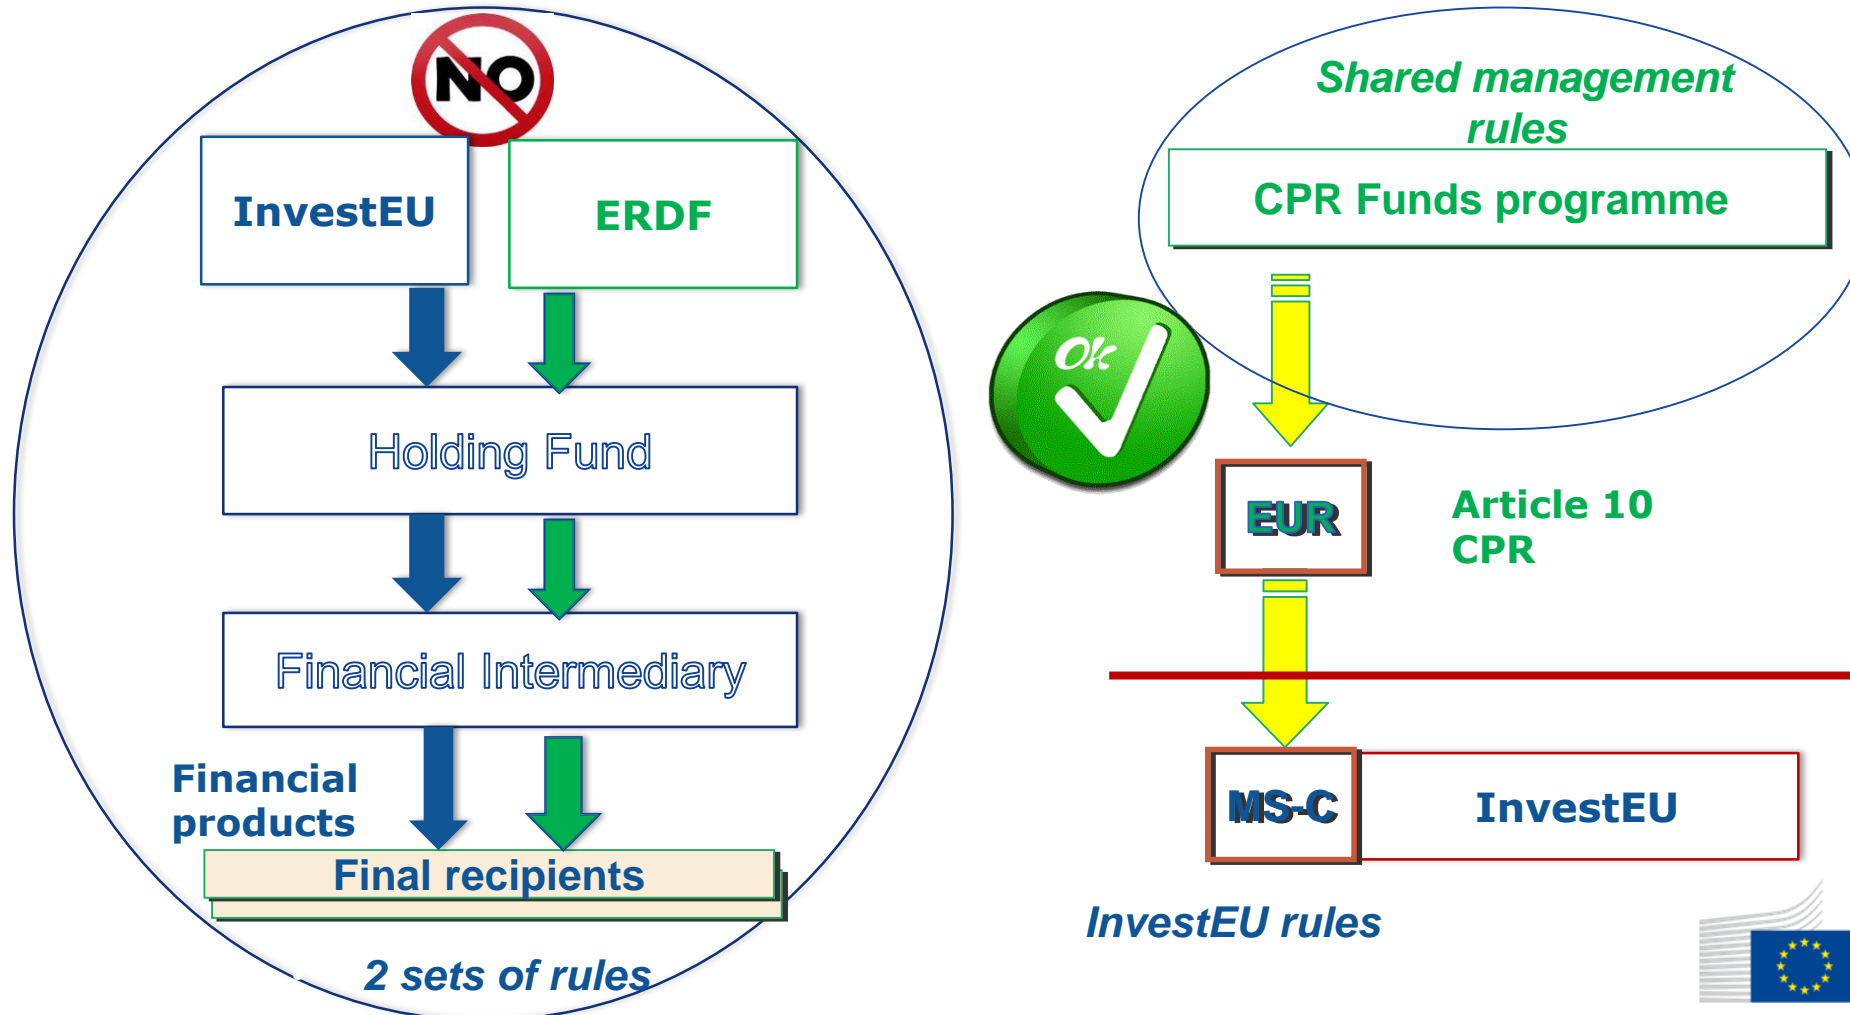 NO
InvestEU
ERDF
Holding Fund
Financial Intermediary
Financial
products
Final recipients
2 sets of rules
Shared management
rules
CPR Funds programme
Ok
EUR
Article 10
CPR
MS-C
InvestEU
InvestEU rules